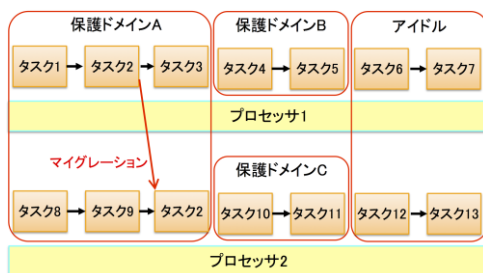 保護ドメインA 保護ドメインB アイドル
タスク1 タスク2 タスク3 タスク4 タスク5 タスク6 タスク7
プロセッサ1
マイグレーション
保護ドメインC
タスク8 タスク9 タスク2 タスク10 タスク11 タスク12 タスク13
プロセッサ2